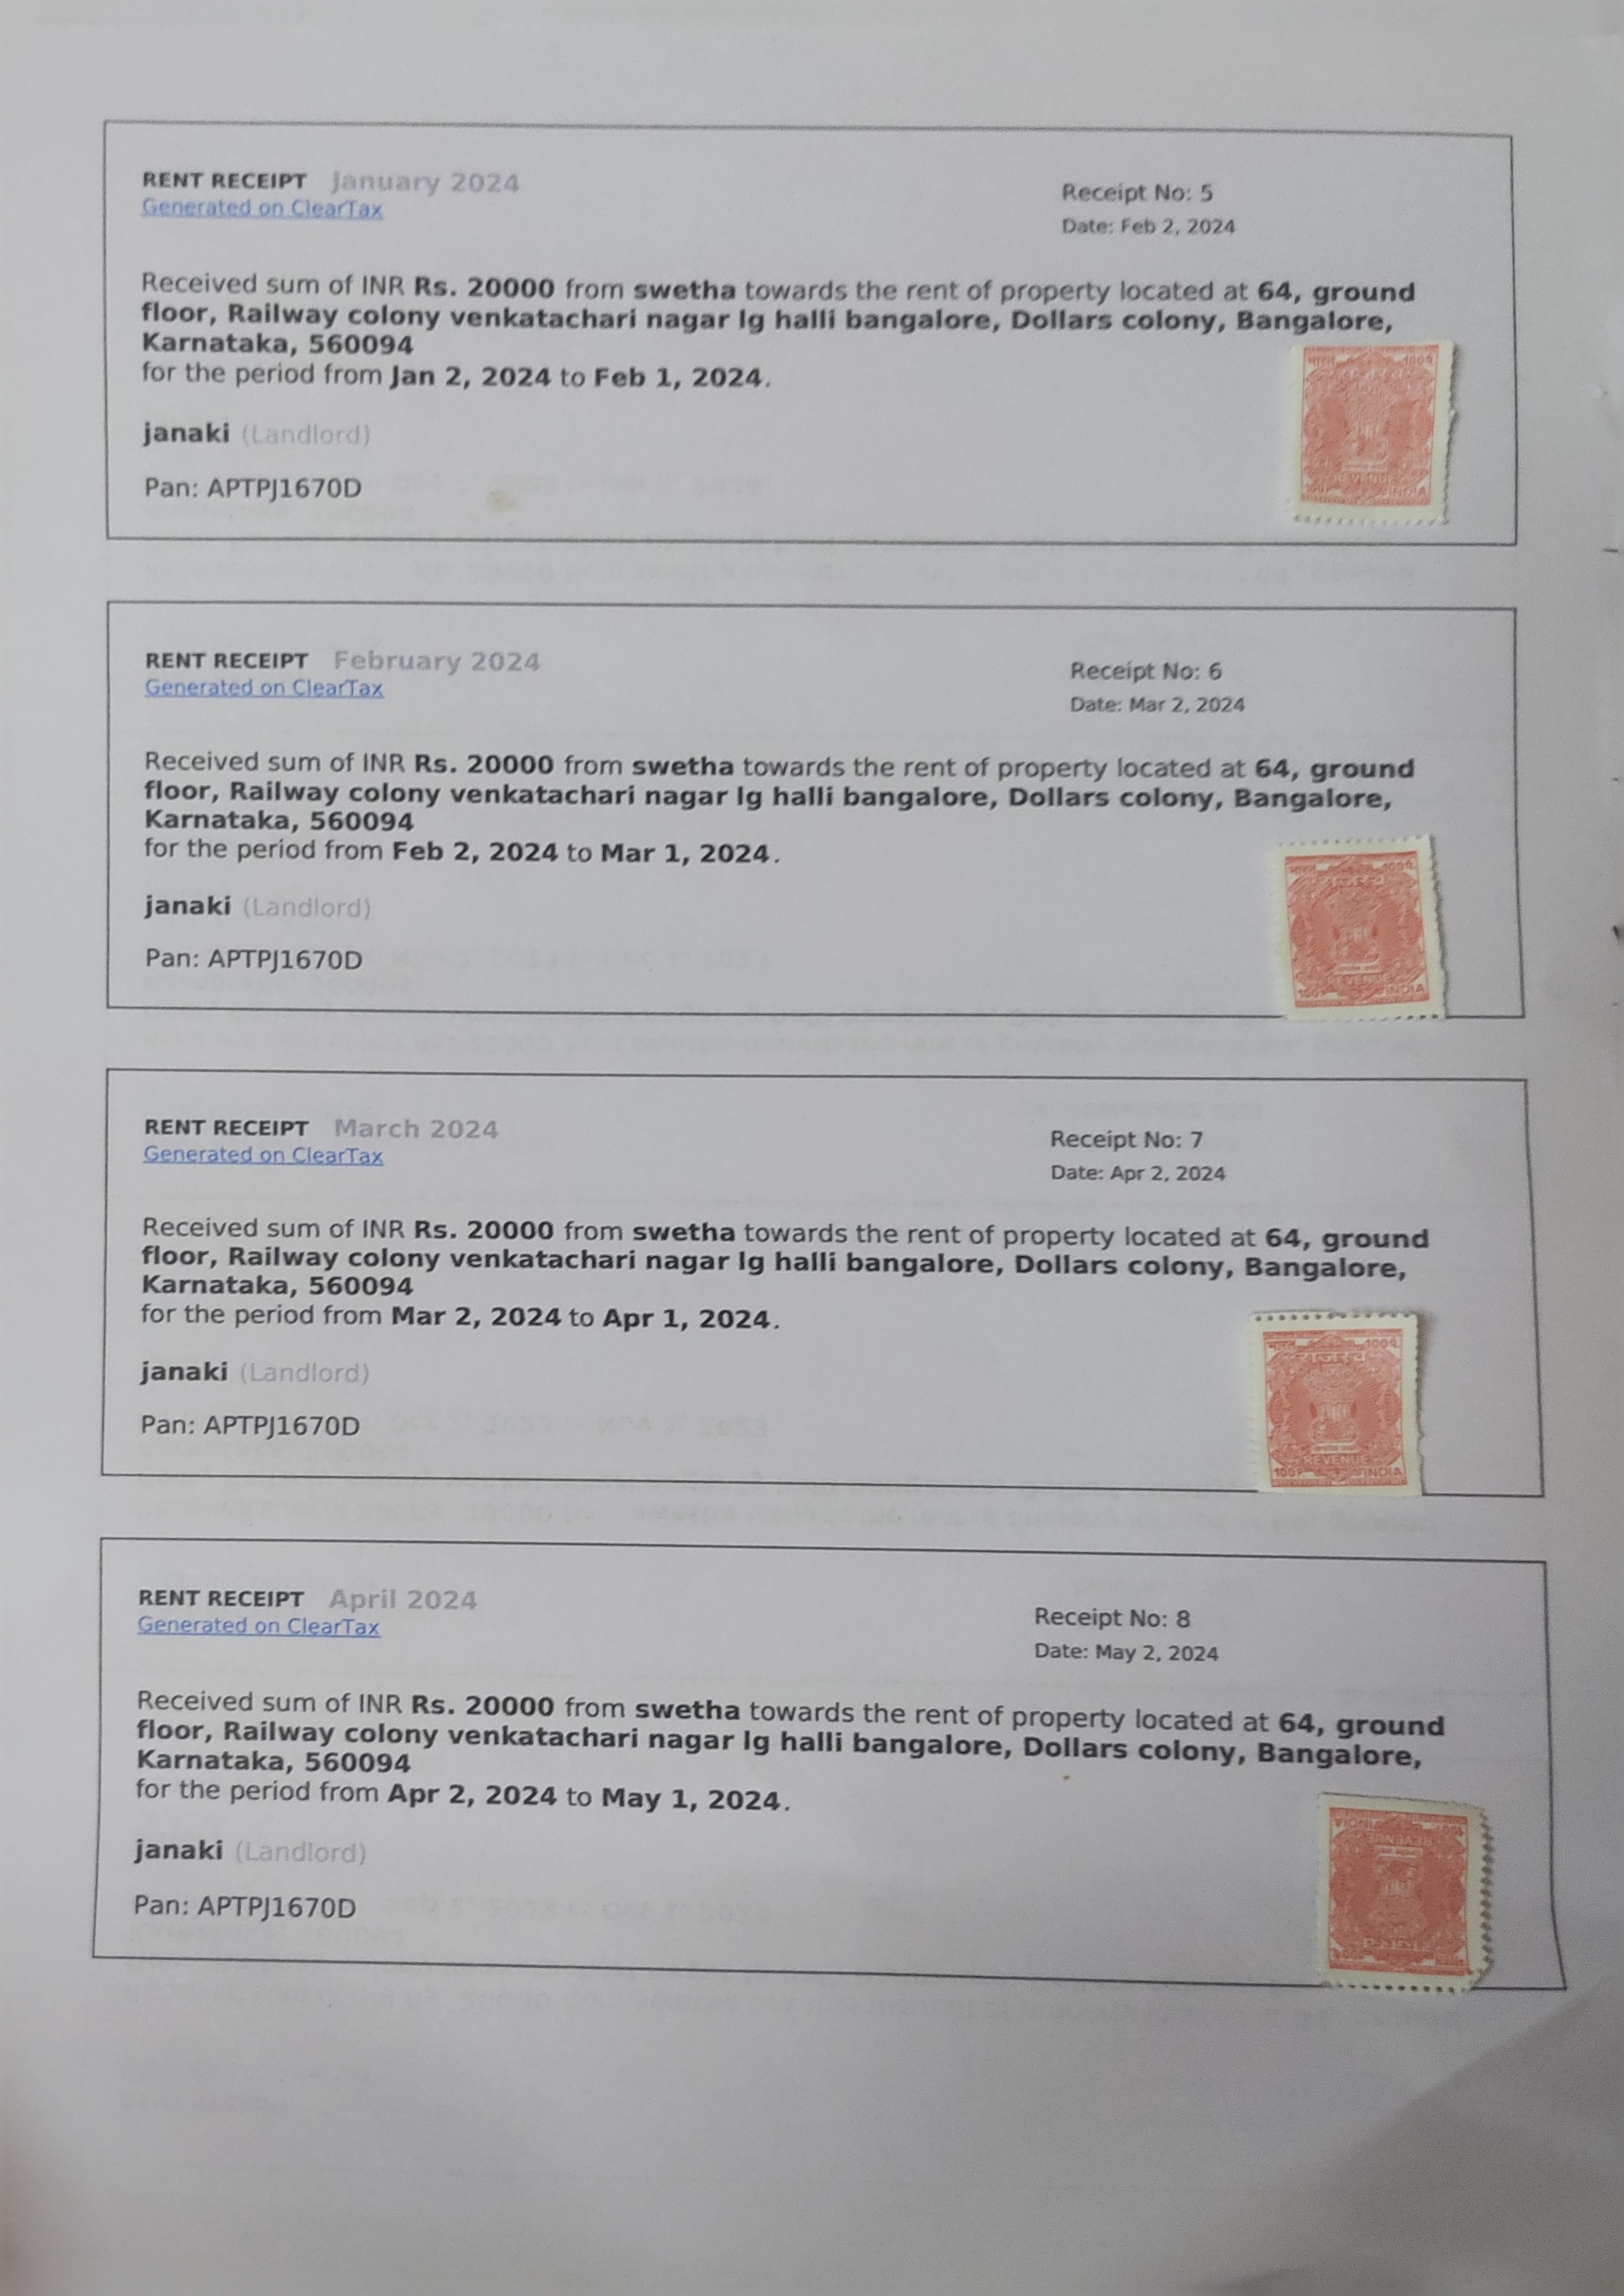 RENT RECEIPT January 2024
Generated on ClearTax
Receipt No: 5
Date: Feb 2, 2024
Received sum of INR Rs. 20000 from swetha towards the rent of property located at 64, ground
floor, Railway colony venkatachari nagar lg halli bangalore, Dollars colony, Bangalore,
Karnataka, 560094
for the period from Jan 2, 2024 to Feb 1, 2024.
janaki (Landlord)
Pan: APTPJ1670D
REVENUE
INDIA
RENT RECEIPT February 2024
Generated on ClearTax
Receipt No: 6
Date: Mar 2, 2024
Received sum of INR Rs. 20000 from swetha towards the rent of property located at 64, ground
floor, Railway colony venkatachari nagar lg halli bangalore, Dollars colony, Bangalore,
Karnataka, 560094
for the period from Feb 2, 2024 to Mar 1, 2024.
janaki (Landlord)
Pan: APTPJ1670D
भारत
राजस्व
REVENUE
INDIA
RENT RECEIPT March 2024
Generated on ClearTax
Receipt No: 7
Date: Apr 2, 2024
Received sum of INR Rs. 20000 from swetha towards the rent of property located at 64, ground
floor, Railway colony venkatachari nagar lg halli bangalore, Dollars colony, Bangalore,
Karnataka, 560094
for the period from Mar 2, 2024 to Apr 1, 2024.
janaki (Landlord)
Pan: APTPJ1670D
भारत
राजस्व
REVENUE
INDIA
RENT RECEIPT April 2024
Generated on ClearTax
Receipt No: 8
Date: May 2, 2024
Received sum of INR Rs. 20000 from swetha towards the rent of property located at 64, ground
floor, Railway colony venkatachari nagar lg halli bangalore, Dollars colony, Bangalore,
Karnataka, 560094
for the period from Apr 2, 2024 to May 1, 2024.
janaki (Landlord)
Pan: APTPJ1670D
INDIA
REVENUE